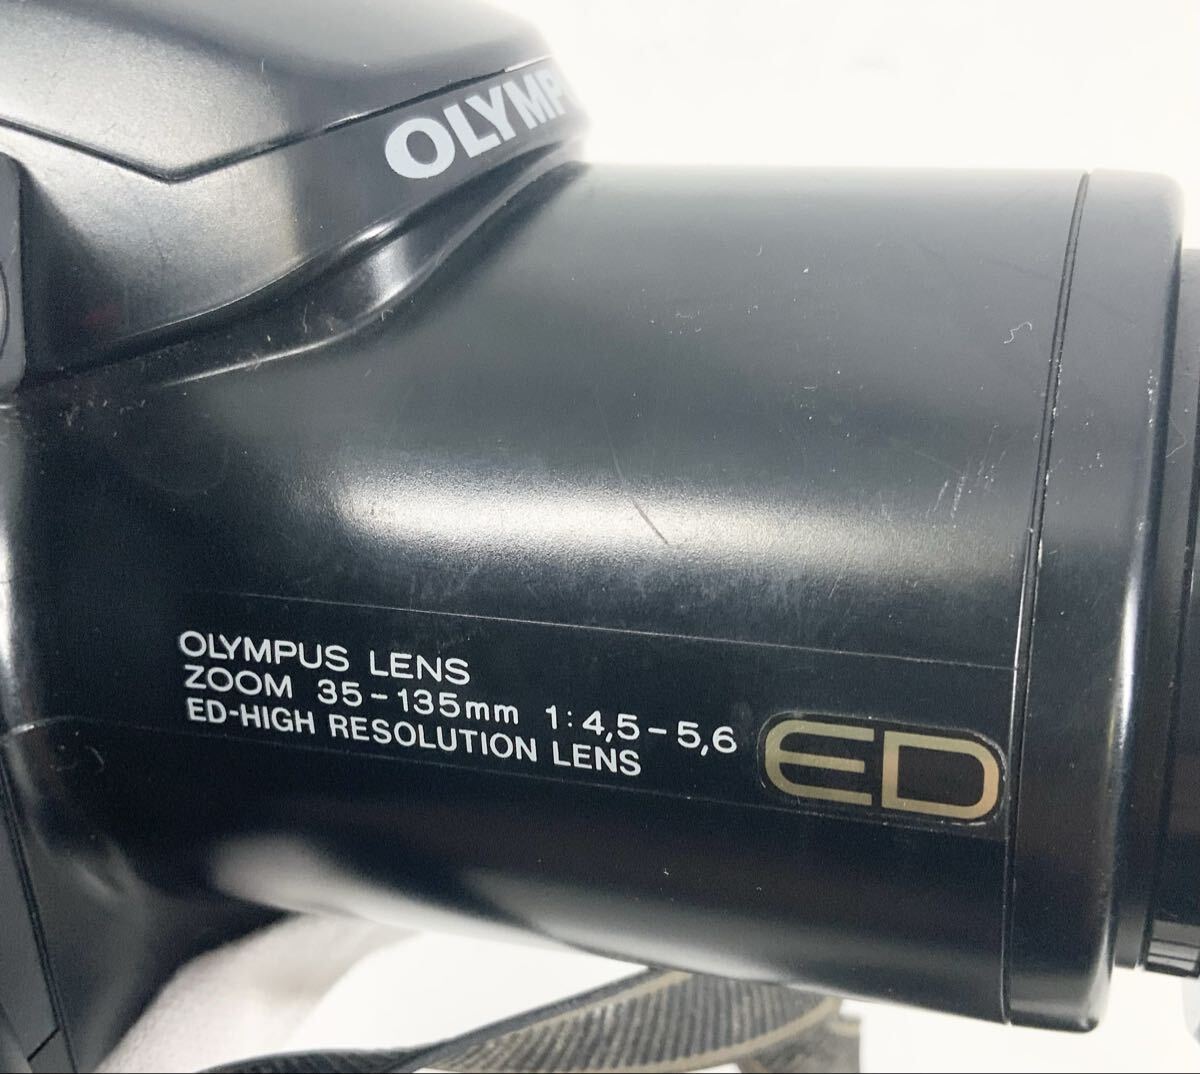 OLYMP
OLYMPUS LENS
ZOOM 35-135mm 1:4,5-5,6
ED-HIGH RESOLUTION LENS
ED